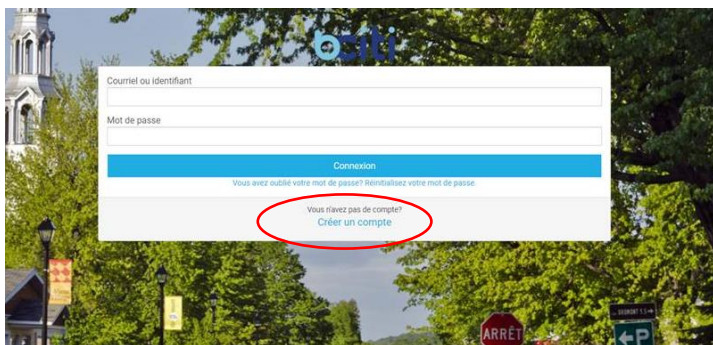 bciti
Courriel ou identifiant
Mot de passe
Connexion
Vous avez oublié votre mot de passe? Réinitialisez votre mot de passe.
Vous n'avez pas de compte?
Créer un compte
ARRÊT
P